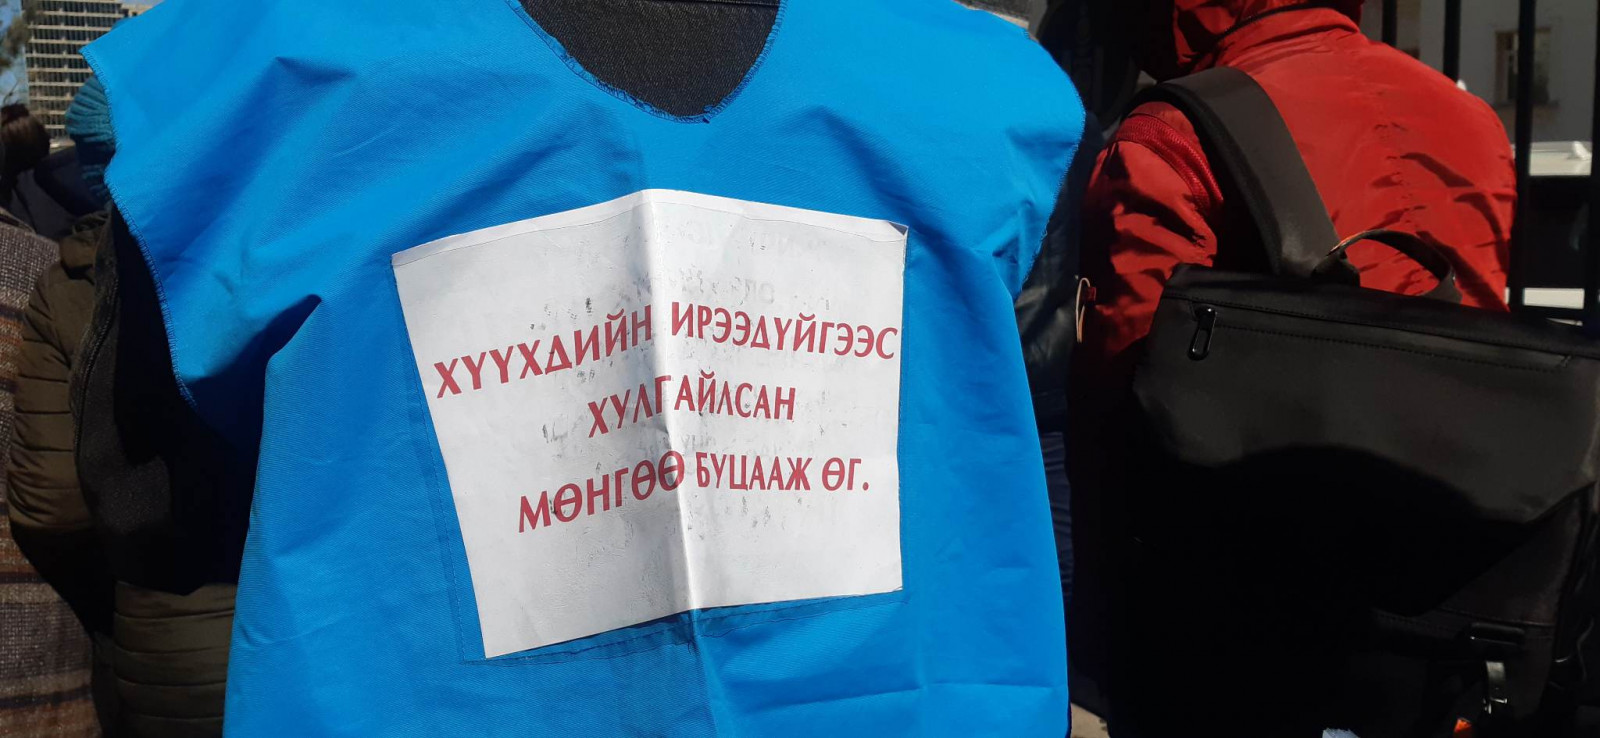 ХҮҮХДИЙН ИРЭЭДҮЙГЭЭС
ХУЛГАЙЛСАН
МӨНГӨӨ БУЦААЖ ӨГ.